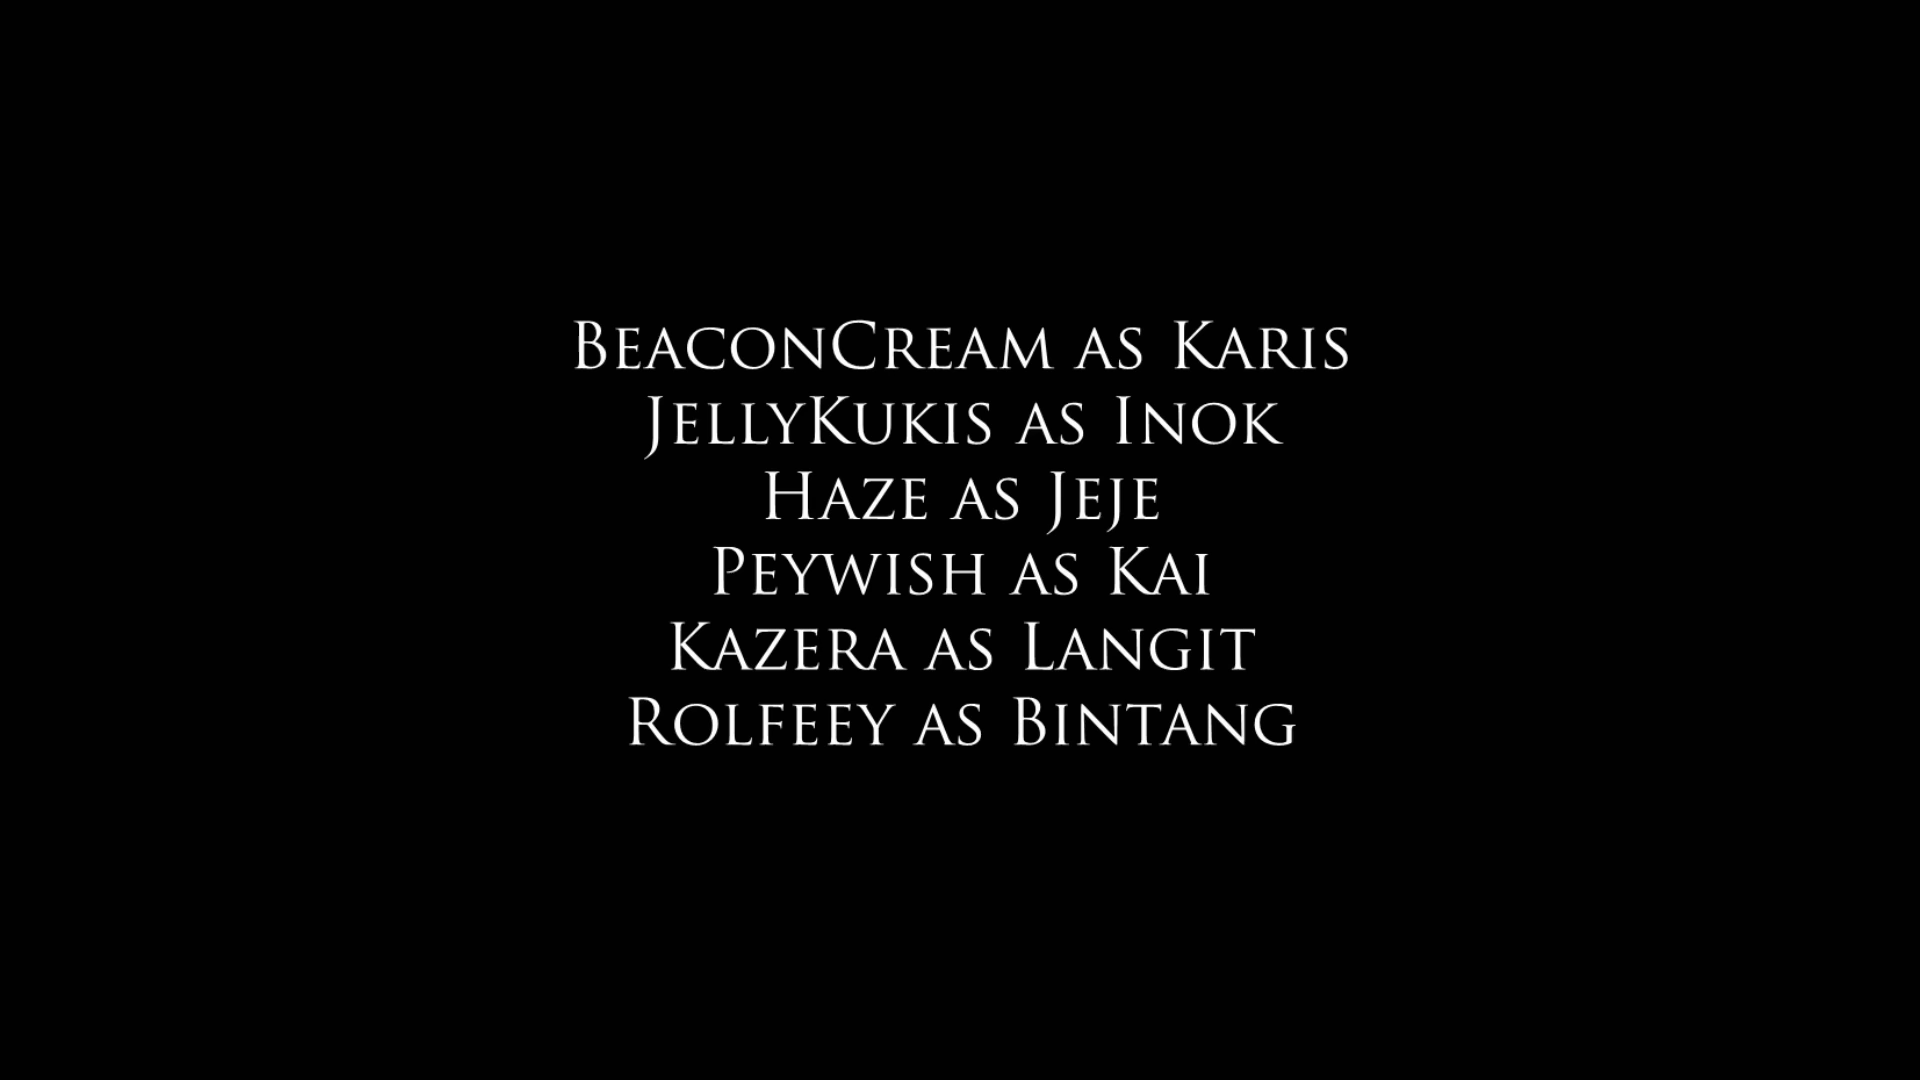 BeaconCream as Karis
JellyKukis as Inok
Haze as Jeje
Peywish as Kai
Kazera as Langit
Rolfeey as Bintang